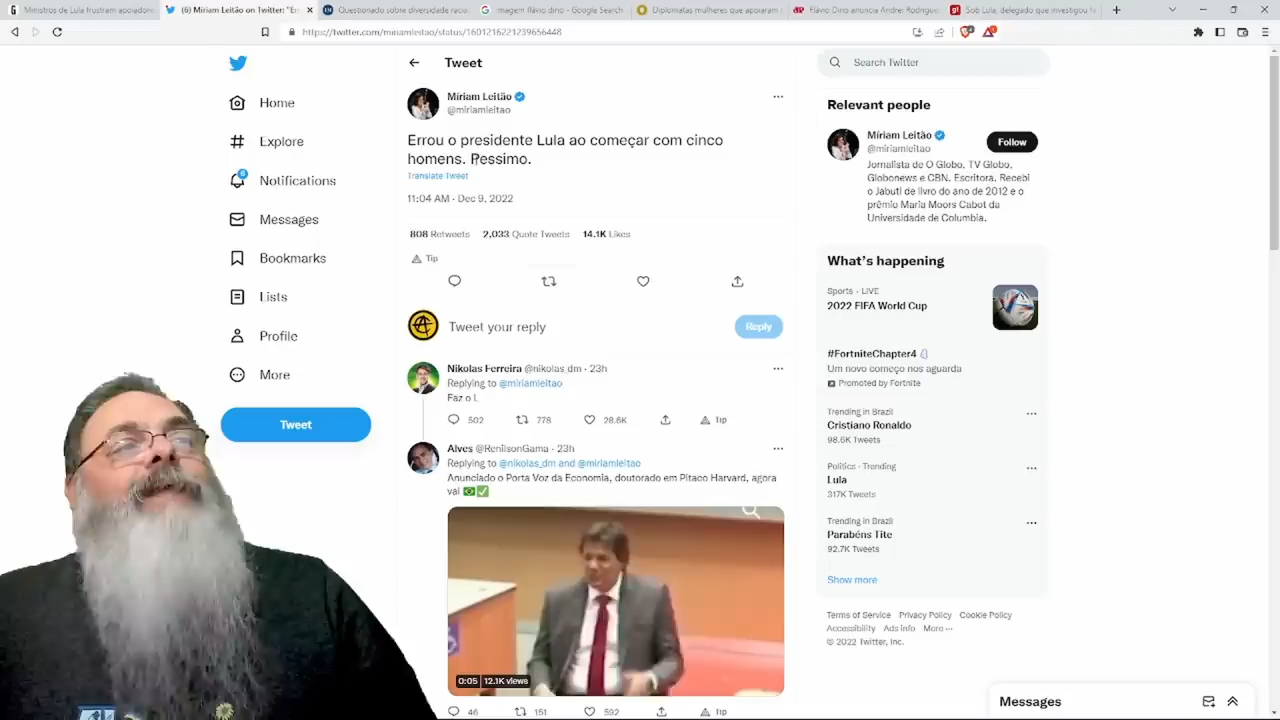 Ministros de Lula frustram apoiadores
(6) Míriam Leitão on Twitter: "Er
Questionado sobre diversidade racia
imagem flávio dino - Google Search
Diplomatas mulheres que apoiaram
Flávio Dino anuncia Andrei Rodrigue
Sob Lula, delegado que investigou f
https://twitter.com/miriamleitao/status/1601216221239656448
Home
Explore
6
Notifications
Messages
Bookmarks
Lists
Profile
More
Tweet
Tweet
Míriam Leitão
@miriamleitao
Errou o presidente Lula ao começar com cinco
homens. Péssimo.
Translate Tweet
11:04 AM · Dec 9, 2022
808 Retweets 2,033 Quote Tweets 14.1K Likes
Tip
Tweet your reply
Reply
Nikolas Ferreira @nikolas_dm · 23h
Replying to @miriamleitao
Faz o L
502 778 28.6K Tip
Alves @RenilsonGama · 23h
Replying to @nikolas_dm and @miriamleitao
Anunciado o Porta Voz da Economia, doutorado em Pitaco Harvard, agora
vai
0:05 12.1K views
46 151 592 Tip
Search Twitter
Relevant people
Míriam Leitão
@miriamleitao
Follow
Jornalista de O Globo, TV Globo,
Globonews e CBN. Escritora. Recebi
o Jabuti de livro do ano de 2012 e o
prêmio Maria Moors Cabot da
Universidade de Columbia.
What's happening
Sports · LIVE
2022 FIFA World Cup
#FortniteChapter4
Um novo começo nos aguarda
Promoted by Fortnite
Trending in Brazil
Cristiano Ronaldo
98.6K Tweets
Politics · Trending
Lula
317K Tweets
Trending in Brazil
Parabéns Tite
92.7K Tweets
Show more
Terms of Service Privacy Policy Cookie Policy
Accessibility Ads info More
© 2022 Twitter, Inc.
Messages